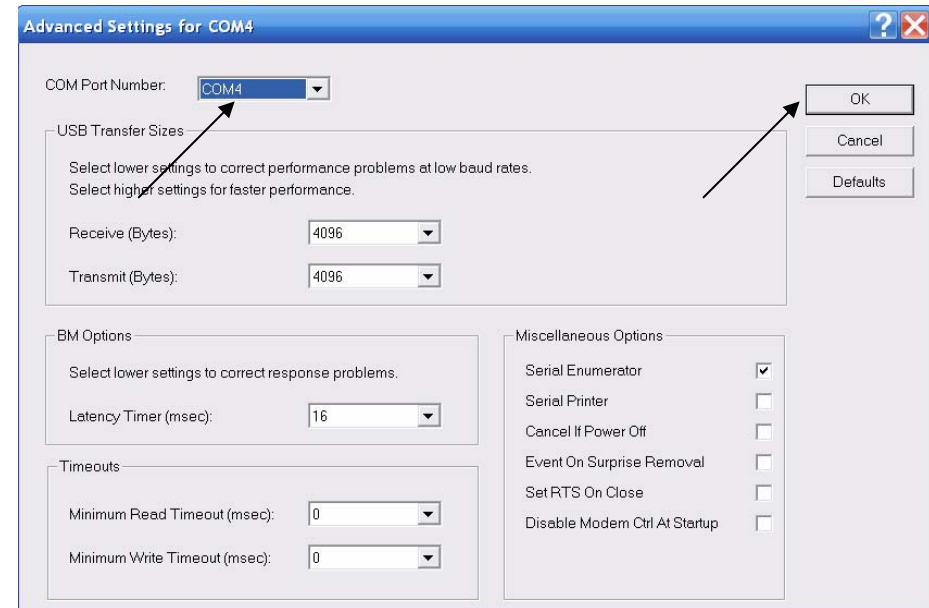 Advanced Settings for COM4
COM Port Number: COM4
OK
USB Transfer Sizes
Cancel
Select lower settings to correct performance problems at low baud rates.
Select higher settings for faster performance.
Defaults
Receive (Bytes): 4096
Transmit (Bytes): 4096
BM Options
Select lower settings to correct response problems.
Latency Timer (msec): 16
Timeouts
Minimum Read Timeout (msec): 0
Minimum Write Timeout (msec): 0
Miscellaneous Options
Serial Enumerator
Serial Printer
Cancel If Power Off
Event On Surprise Removal
Set RTS On Close
Disable Modem Ctrl At Startup